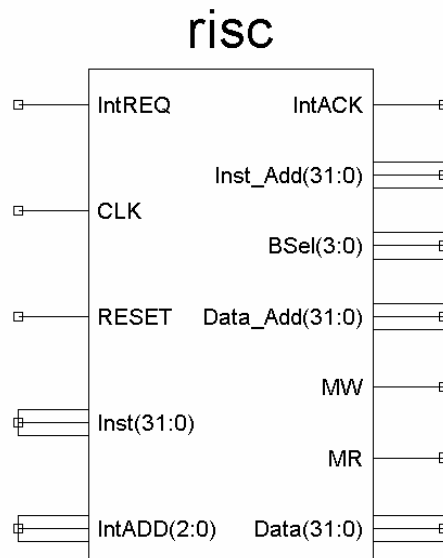 risc
IntREQ
IntACK
Inst_Add(31:0)
CLK
BSel(3:0)
RESET
Data_Add(31:0)
MW
Inst(31:0)
MR
IntADD(2:0)
Data(31:0)